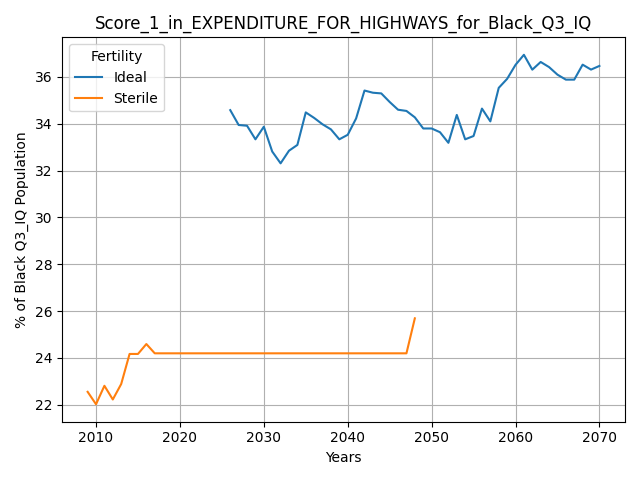 Score_1_in_EXPENDITURE_FOR_HIGHWAYS_for_Black_Q3_IQ
Fertility
Ideal
Sterile
36
34
32
30
28
26
24
22
% of Black Q3_IQ Population
2010 2020 2030 2040 2050 2060 2070
Years